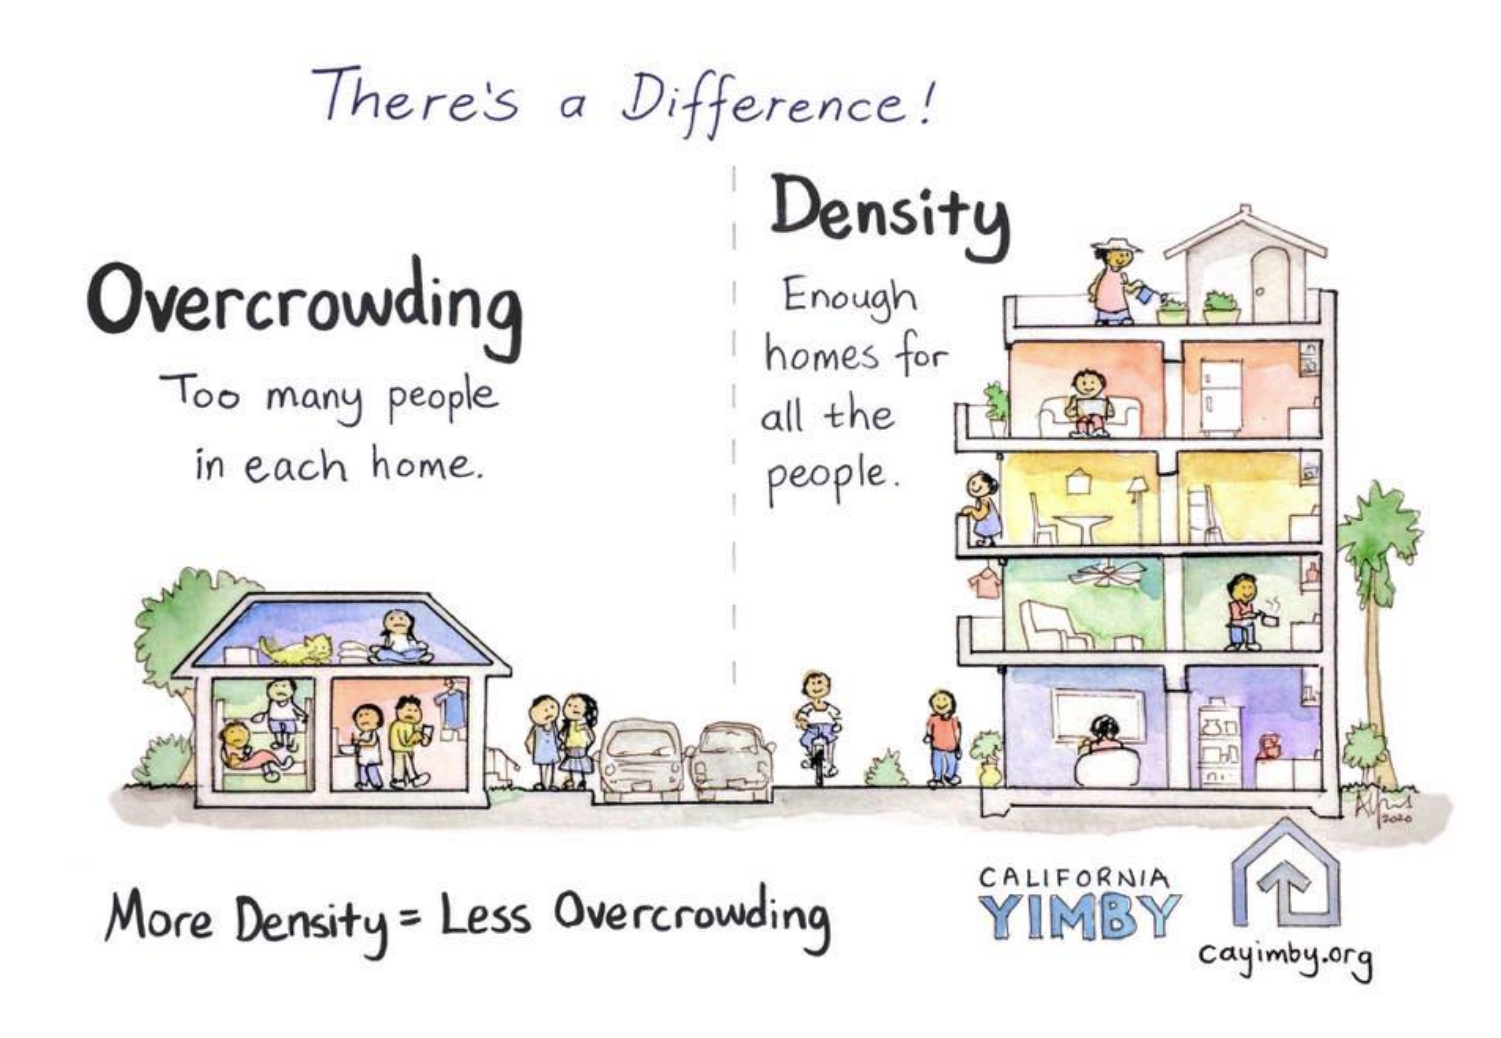 There's a Difference!
Overcrowding
Too many people
in each home.
Density
Enough
homes for
all the
people.
More Density = Less Overcrowding
CALIFORNIA
YIMBY
cayimby.org
2020